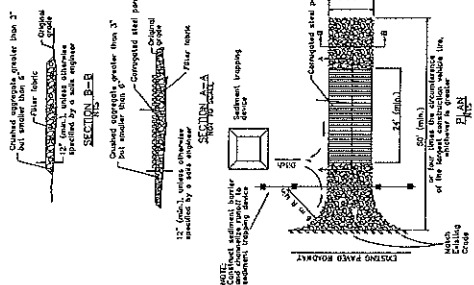 Crushed aggregate greater than 3"
but smaller than 6"
Original
grade
Filter fabric
12" (min.), unless otherwise
specified by a soils engineer
SECTION B-B
NTS
Crushed aggregate greater than 3"
but smaller than 6"
Corrugated steel pan
Original
grade
Filter fabric
12" (min.), unless otherwise
specified by a soils engineer
SECTION A-A
NOT TO SCALE
NOTE:
Construct sediment barrier
and channelize runoff to
sediment trapping device
Sediment trapping
device
Ditch
EXISTING PAVED ROADWAY
Corrugated steel pan
B
B
24' (min.)
50' (min.)
or four times the circumference
of the largest construction vehicle tire,
whichever is greater
Match
Existing
Grade
PLAN
NTS